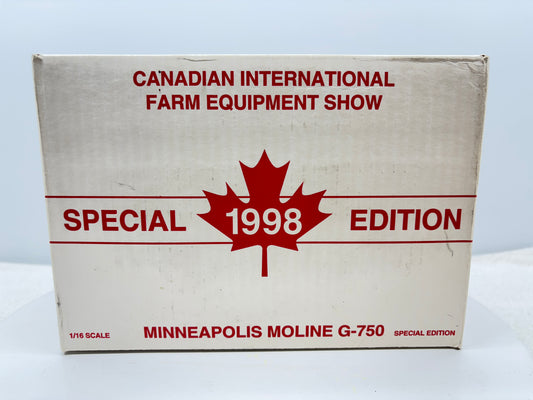 CANADIAN INTERNATIONAL
FARM EQUIPMENT SHOW
SPECIAL 1998 EDITION
1/16 SCALE MINNEAPOLIS MOLINE G-750 SPECIAL EDITION